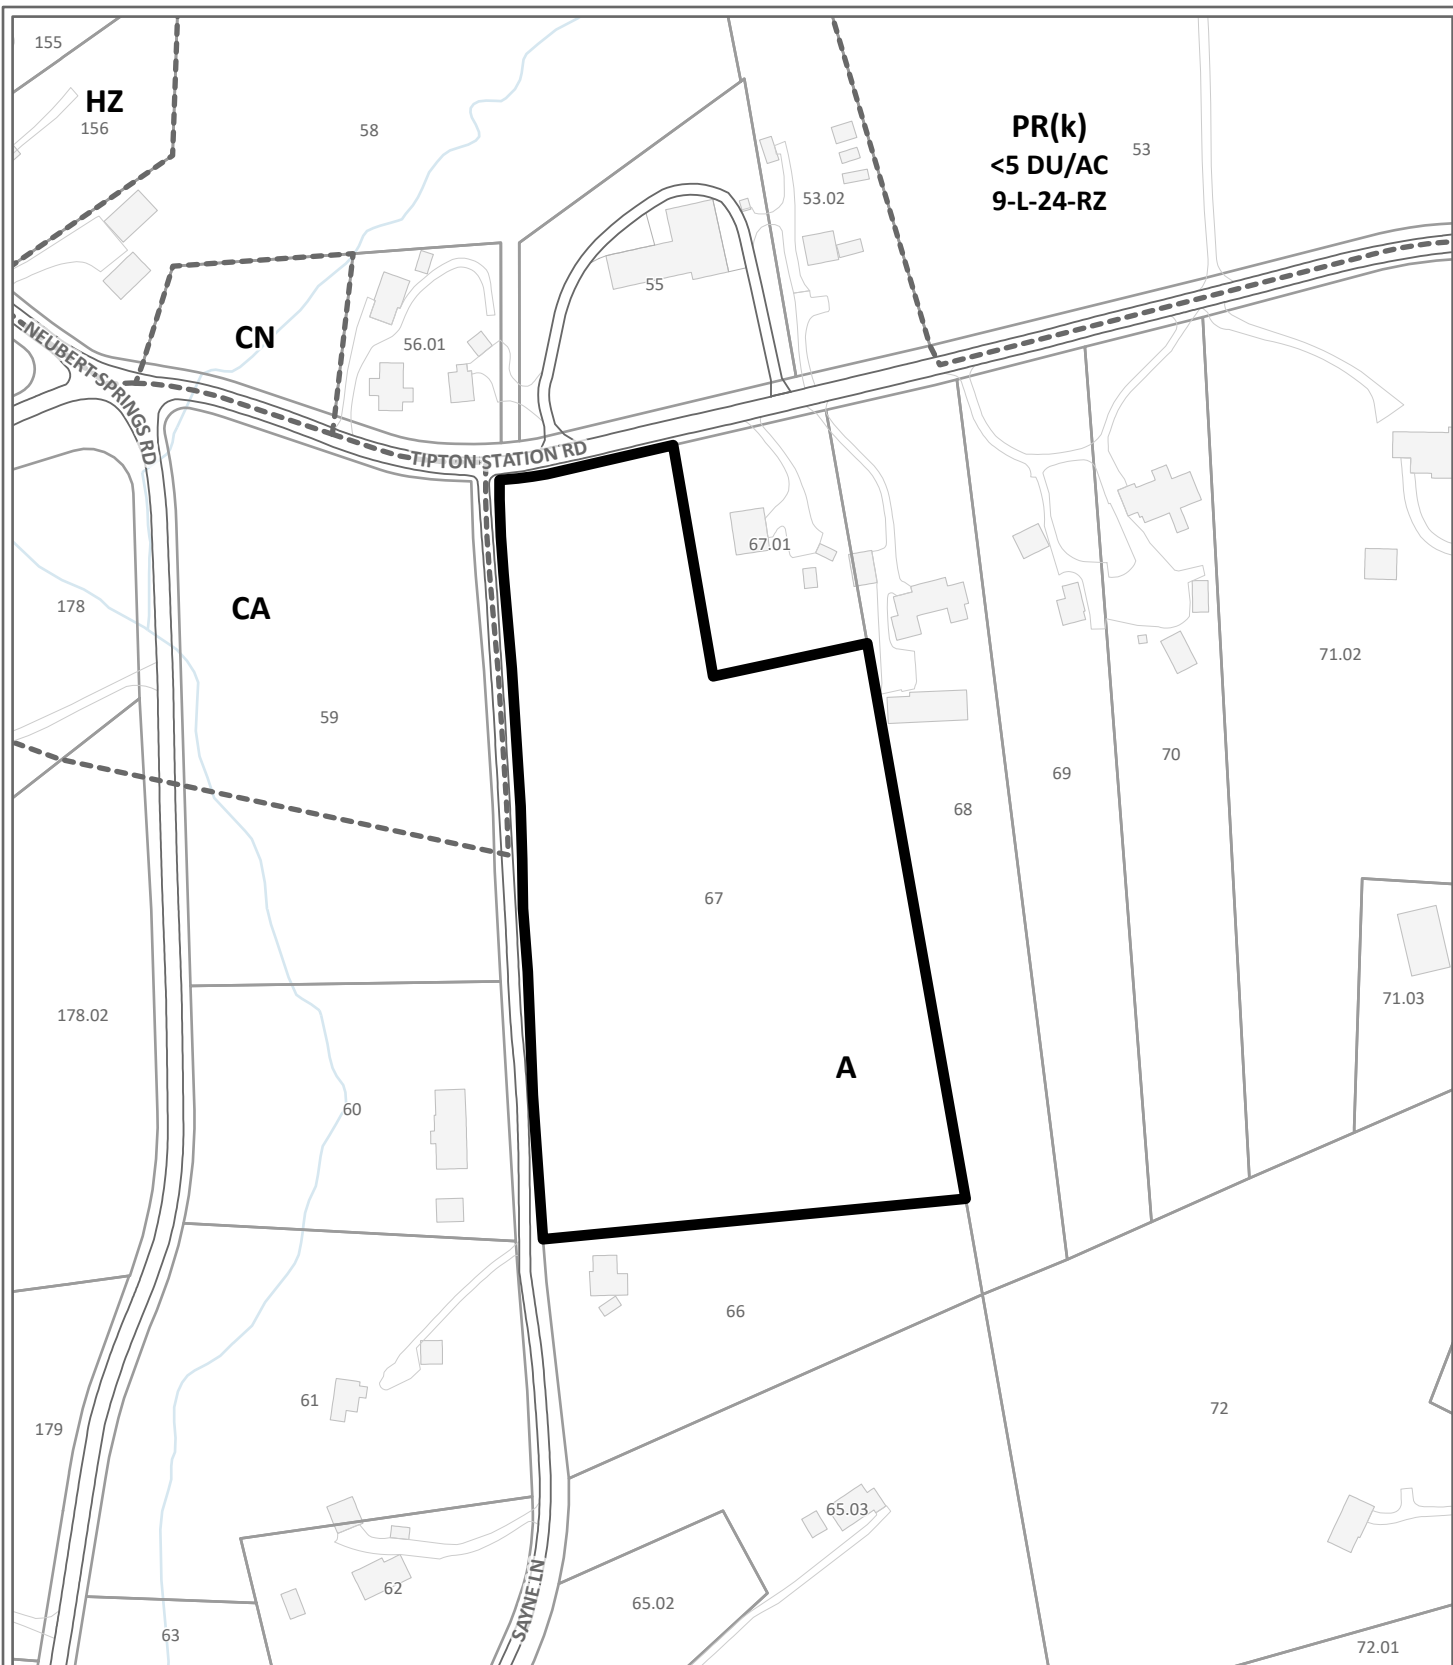 155
HZ
156
58
PR(k)
<5 DU/AC
9-L-24-RZ
53
53.02
55
CN
56.01
NEUBERT SPRINGS RD
TIPTON STATION RD
67.01
CA
178
59
71.02
70
69
68
67
71.03
178.02
A
60
66
61
72
179
65.03
62
65.02
SAYNE LN
63
72.01